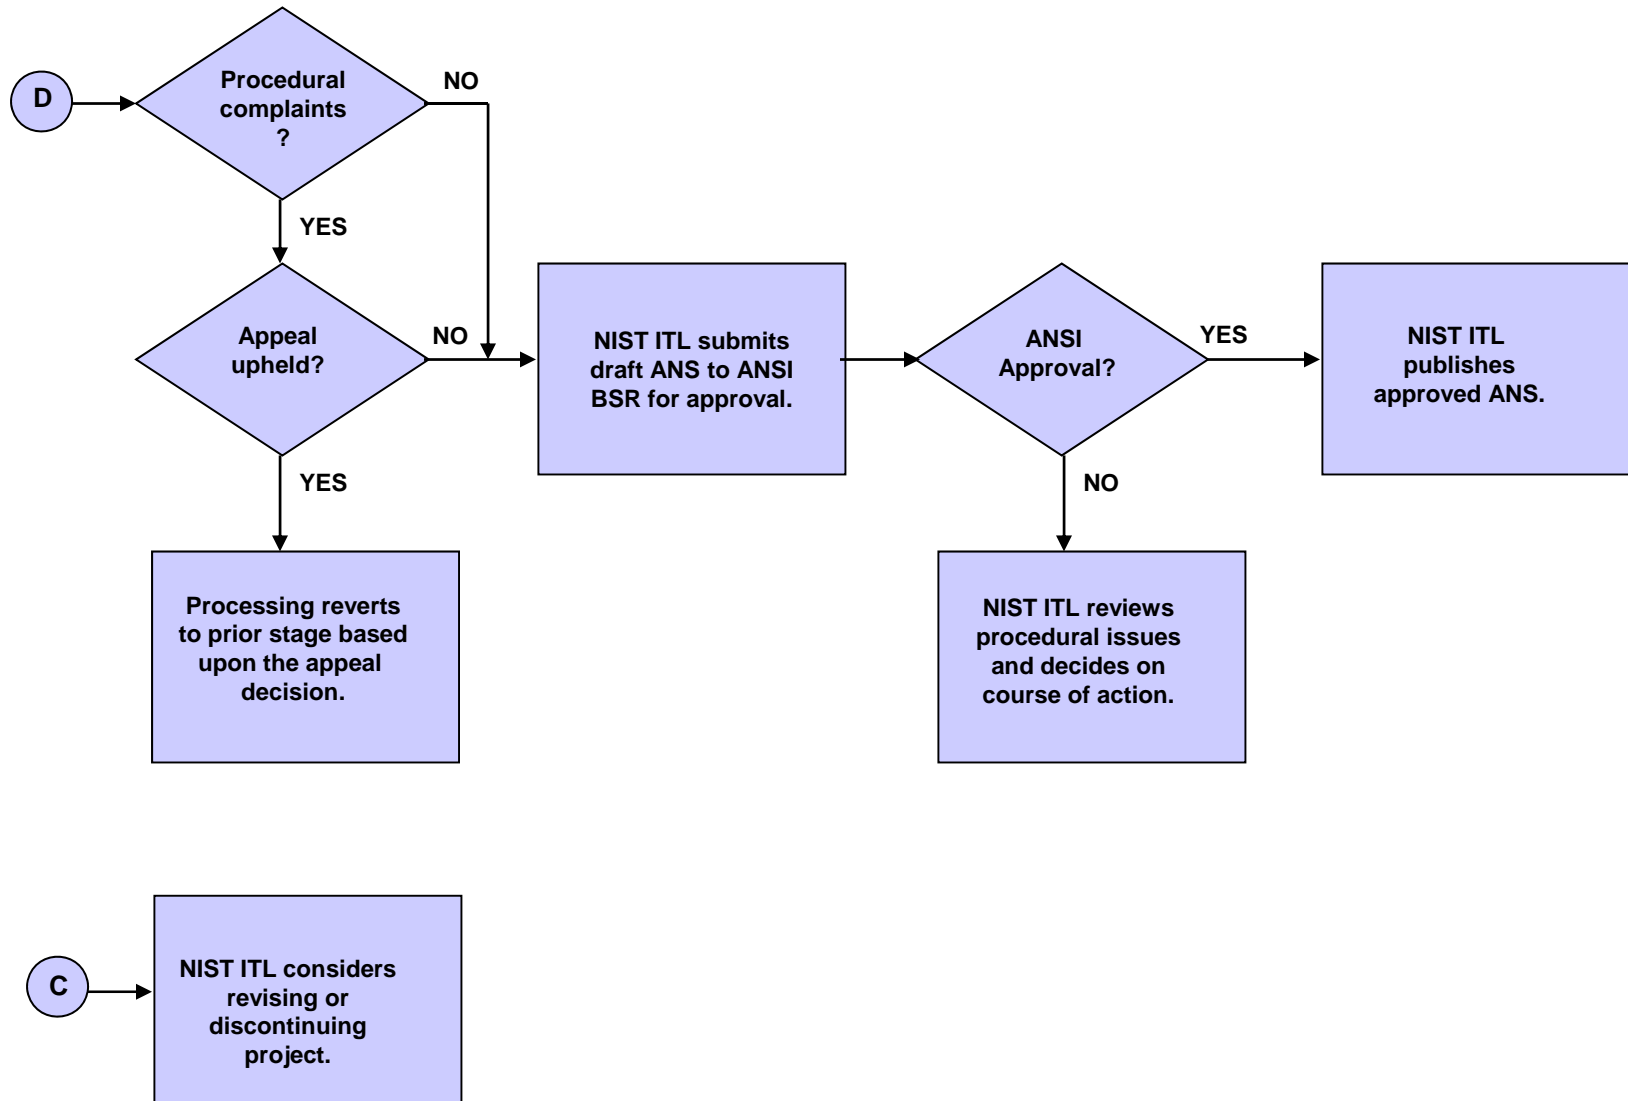 D
Procedural
complaints
?
NO
YES
Appeal
upheld?
NO
NIST ITL submits
draft ANS to ANSI
BSR for approval.
ANSI
Approval?
YES
NIST ITL
publishes
approved ANS.
YES
NO
Processing reverts
to prior stage based
upon the appeal
decision.
NIST ITL reviews
procedural issues
and decides on
course of action.
C
NIST ITL considers
revising or
discontinuing
project.